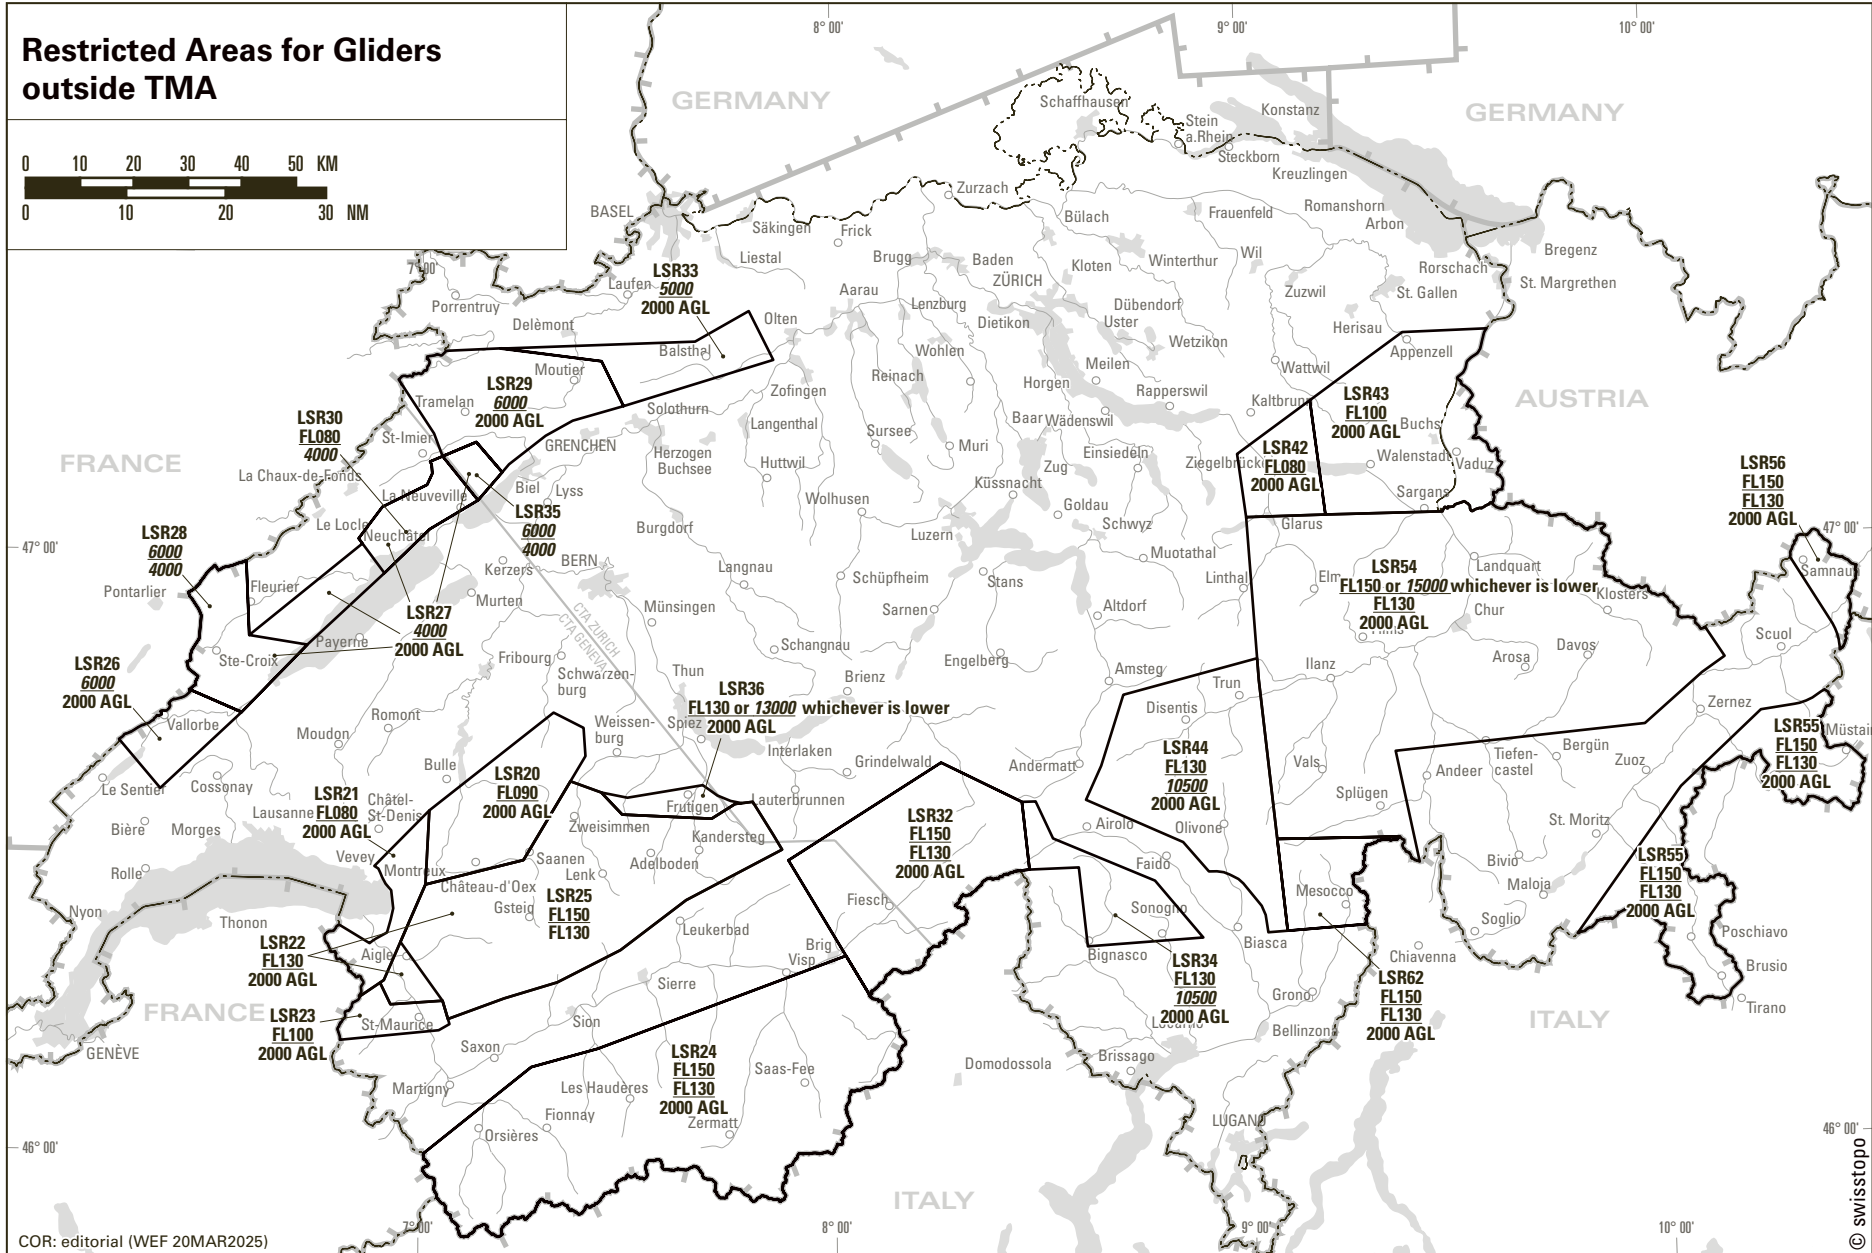 Restricted Areas for Gliders
outside TMA
0 10 20 30 40 50 KM
0 10 20 30 NM
8° 00'
9° 00'
10° 00'
GERMANY
GERMANY
Schaffhausen
Konstanz
Stein
a.Rhein
Steckborn
Kreuzlingen
Zurzach
BASEL
Bülach
Frauenfeld
Romanshorn
Arbon
Säkingen
Frick
Liestal
Brugg
Baden
Kloten
Winterthur
Wil
Bregenz
Rorschach
St. Margrethen
7° 00'
Laufen
Porrentruy
Delèmont
LSR33
5000
2000 AGL
ZÜRICH
Aarau
Lenzburg
Dübendorf
Uster
Zuzwil
St. Gallen
Olten
Dietikon
Herisau
Wetzikon
Balsthal
Wohlen
Appenzell
Moutier
Meilen
Wattwil
LSR29
6000
2000 AGL
Reinach
Horgen
Zofingen
Rapperswil
AUSTRIA
Tramelan
Kaltbrunn
LSR43
FL100
2000 AGL
LSR30
FL080
4000
St-Imier
Solothurn
Langenthal
Baar
Wädenswil
Buchs
GRENCHEN
Sursee
Muri
Herzogen
Buchsee
Einsiedeln
LSR42
FL080
2000 AGL
Ziegelbrücke
Walenstadt
Vaduz
FRANCE
Huttwil
Zug
LSR56
FL150
FL130
2000 AGL
La Chaux-de-Fonds
La Neuveville
Biel
Lyss
Küssnacht
Wolhusen
Goldau
Sargans
LSR35
6000
4000
Le Locle
Neuchâtel
Burgdorf
Schwyz
Glarus
Luzern
LSR28
6000
4000
47° 00'
47° 00'
Muotathal
BERN
Kerzers
Langnau
Schüpfheim
Stans
Linthal
Elm
Landquart
Samnaun
Pontarlier
Fleurier
LSR54
FL150 or 15000 whichever is lower
FL130
2000 AGL
Klosters
Murten
LSR27
4000
2000 AGL
Münsingen
Sarnen
Altdorf
Chur
CTA ZURICH
CTA GENEVA
Payerne
Scuol
Schangnau
Davos
Ste-Croix
Fribourg
Engelberg
Arosa
LSR26
6000
2000 AGL
Schwarzen-
burg
Thun
Brienz
Amsteg
Ilanz
Trun
LSR36
FL130 or 13000 whichever is lower
2000 AGL
Zernez
Vallorbe
Romont
Disentis
Weissen-
burg
Spiez
Moudon
LSR55
FL150
FL130
2000 AGL
Müstair
Interlaken
Bergün
Tiefen-
castel
Zuoz
LSR44
FL130
10500
2000 AGL
Grindelwald
Andermatt
Vals
Andeer
Bulle
LSR20
FL090
2000 AGL
Le Sentier
Cossonay
LSR21
FL080
2000 AGL
Châtel-
St-Denis
Splügen
Lauterbrunnen
Frutigen
Lausanne
St. Moritz
Bière
Morges
Zweisimmen
Kandersteg
LSR32
FL150
FL130
2000 AGL
Airolo
Olivone
Vevey
Saanen
Adelboden
Faido
Bivio
LSR55
FL150
FL130
2000 AGL
Rolle
Montreux
Lenk
Château-d'Oex
Maloja
Mesocco
LSR25
FL150
FL130
Gsteig
Fiesch
Sonogno
Nyon
Thonon
Soglio
Leukerbad
Biasca
Poschiavo
LSR22
FL130
2000 AGL
Aigle
Brig
Visp
Bignasco
Chiavenna
LSR34
FL130
10500
2000 AGL
Brusio
Sierre
LSR62
FL150
FL130
2000 AGL
Grono
Tirano
FRANCE
LSR23
FL100
2000 AGL
St-Maurice
Sion
ITALY
Bellinzona
GENÈVE
Saxon
LSR24
FL150
FL130
2000 AGL
Saas-Fee
Domodossola
Brissago
Martigny
Les Haudères
Fionnay
Zermatt
LUGANO
46° 00'
46° 00'
Orsières
ITALY
7° 00'
8° 00'
9° 00'
10° 00'
COR: editorial (WEF 20MAR2025)
© swisstopo